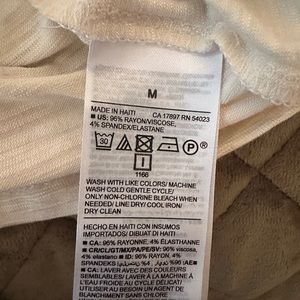 M
MADE IN HAITI CA 17897 RN 54023
• US: 96% RAYON/VISCOSE,
4% SPANDEX/ELASTANE
30
P
1166
WASH WITH LIKE COLORS/ MACHINE
WASH COLD GENTLE CYCLE/
ONLY NON-CHLORINE BLEACH WHEN
NEEDED/ LINE DRY/ COOL IRON/
DRY CLEAN
HECHO EN HAITÍ CON INSUMOS
IMPORTADOS/ DIBUAT DI HAITI
• CA: 96% RAYONNE, 4% ÉLASTHANNE
• CR/CL/GT/MX/PA/PE/SV: 96% viscosa,
4% elastano • ID: 96% RAYON, 4%
SPANDEKS
• CA: LAVER AVEC DES COULEURS
SEMBLABLES/ LAVER À LA MACHINE À
L'EAU FROIDE AU CYCLE DÉLICAT/
UTILISER AU BESOIN UN AGENT DE
BLANCHIMENT SANS CHLORE